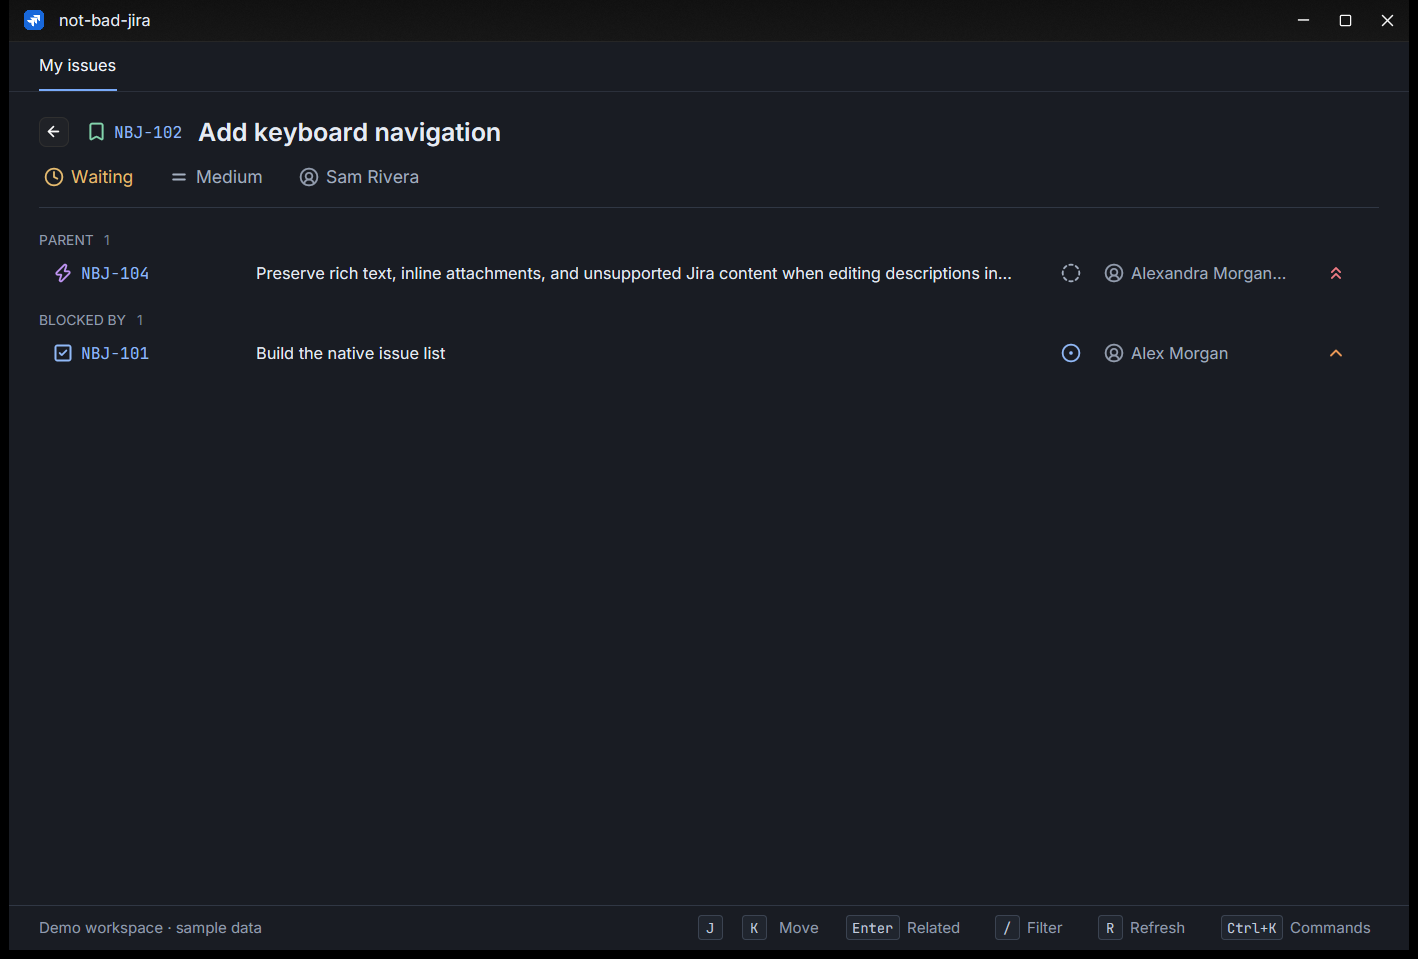 not-bad-jira
My issues
NBJ-102 Add keyboard navigation
Waiting Medium Sam Rivera
PARENT 1
NBJ-104 Preserve rich text, inline attachments, and unsupported Jira content when editing descriptions in... Alexandra Morgan...
BLOCKED BY 1
NBJ-101 Build the native issue list Alex Morgan
Demo workspace · sample data J K Move Enter Related / Filter R Refresh Ctrl+K Commands